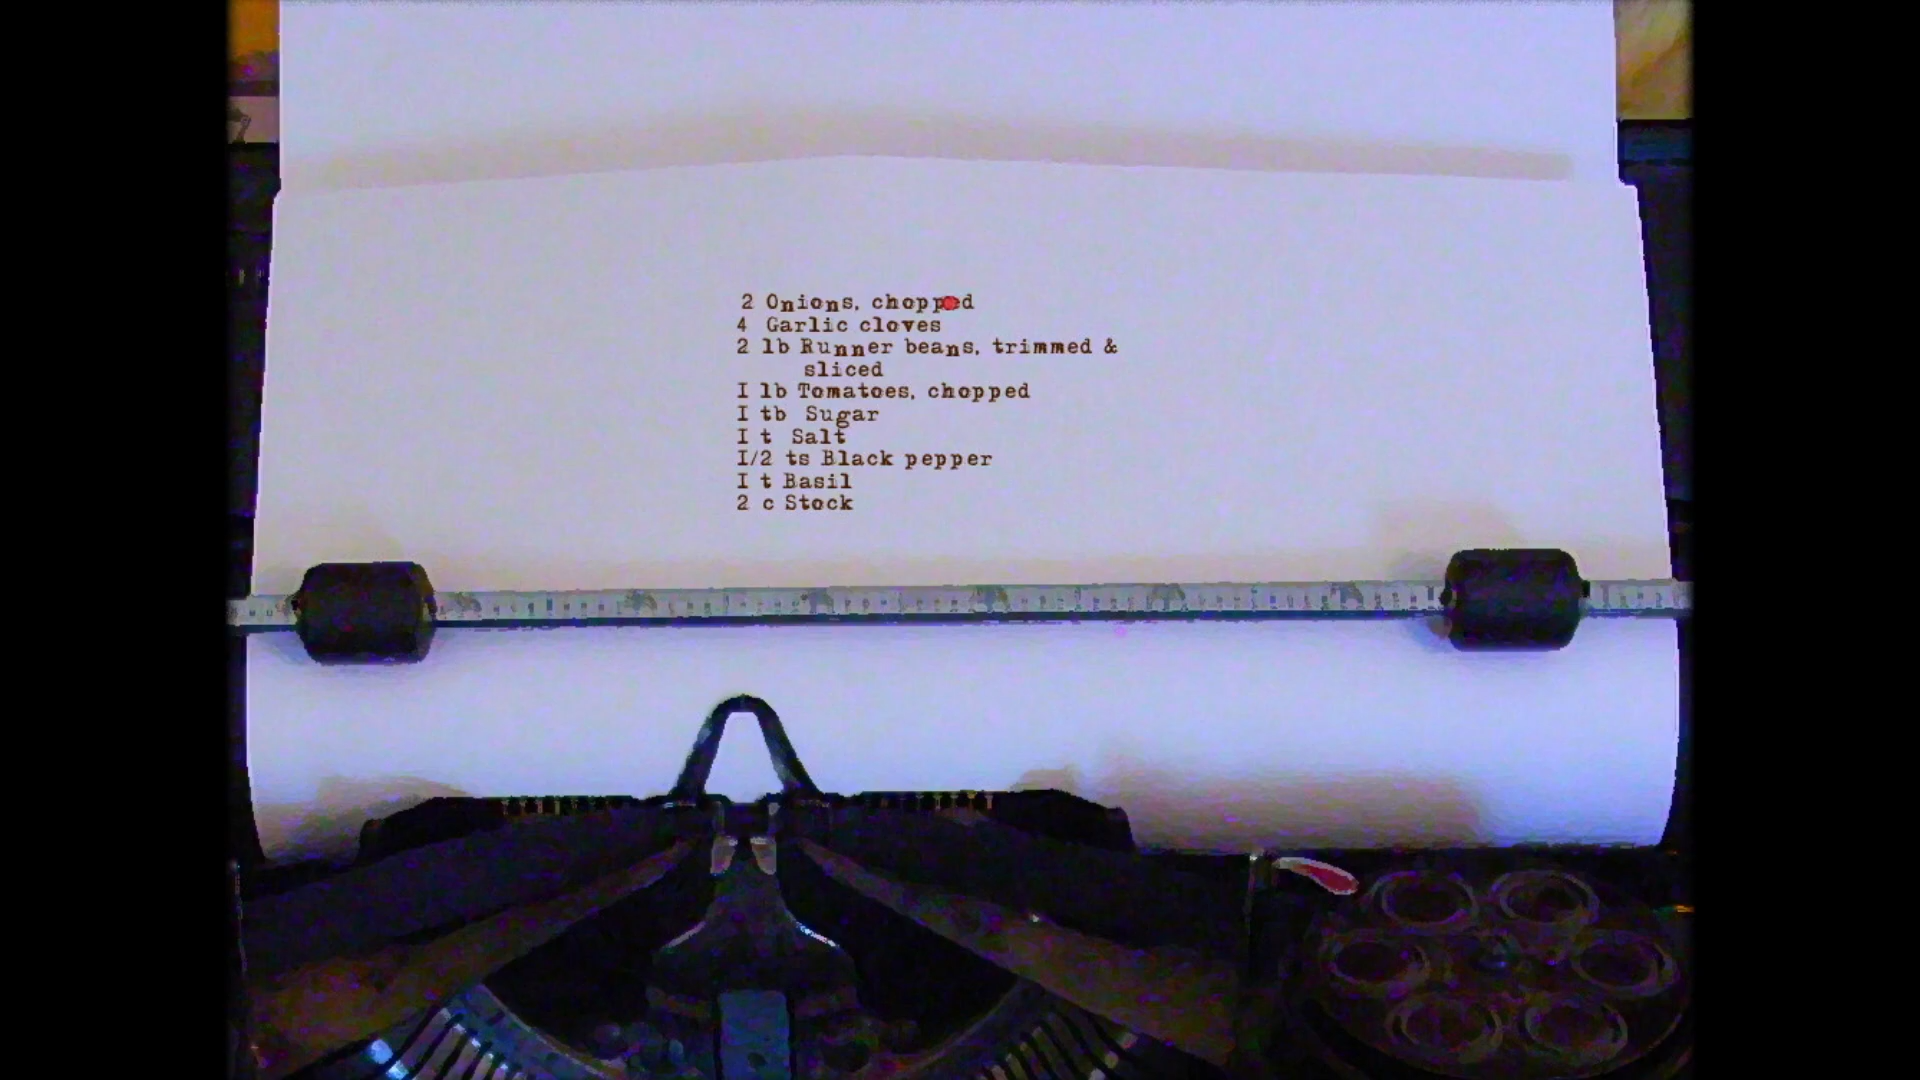 2 Onions, chopped
4 Garlic cloves
2 lb Runner beans, trimmed &
sliced
I lb Tomatoes, chopped
I tb Sugar
I t Salt
I/2 ts Black pepper
I t Basil
2 c Stock